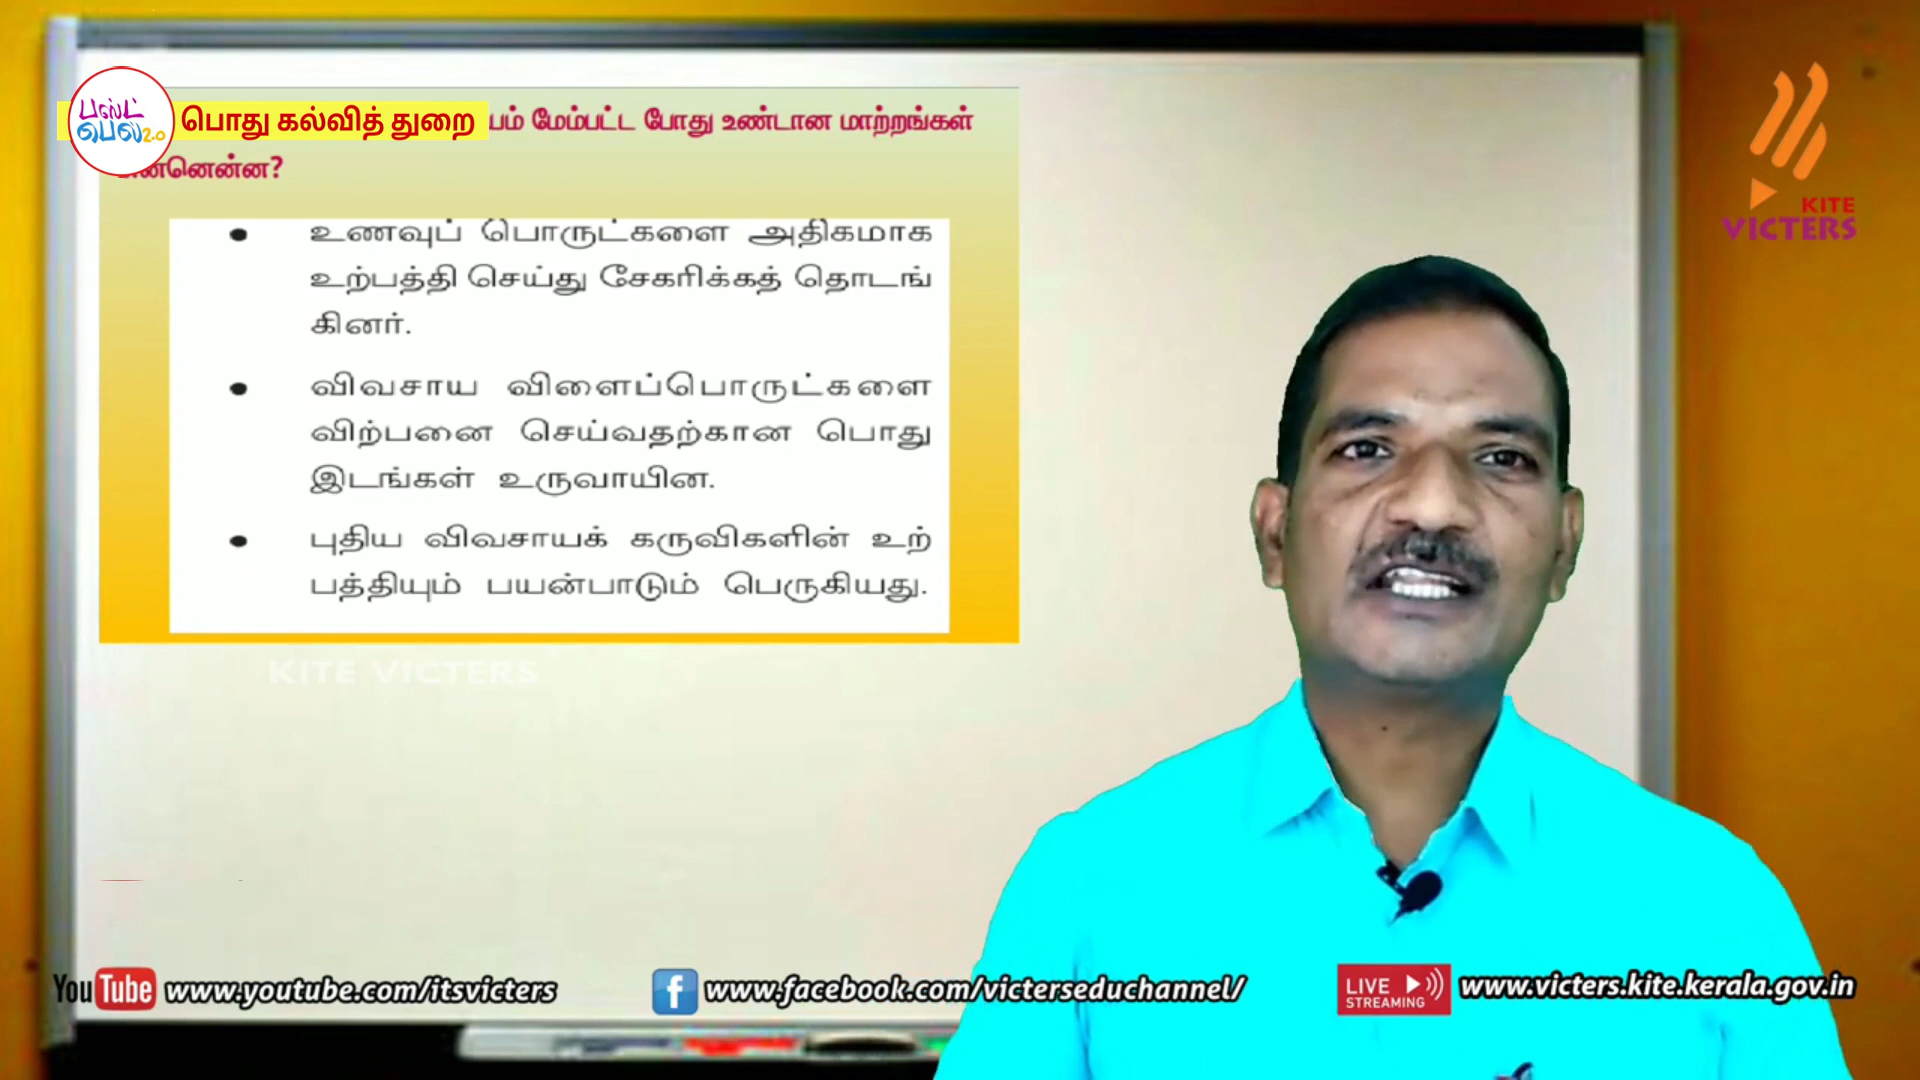 பஸ்ட் பெல் 2.0
பொது கல்வித் துறை
மேம்பட்ட போது உண்டான மாற்றங்கள்
● உணவுப் பொருட்களை அதிகமாக
உற்பத்தி செய்து சேகரிக்கத் தொடங்
கினர்.
● விவசாய விளைப்பொருட்களை
விற்பனை செய்வதற்கான பொது
இடங்கள் உருவாயின.
● புதிய விவசாயக் கருவிகளின் உற்
பத்தியும் பயன்பாடும் பெருகியது.
KITE
VICTERS
KITE VICTERS
YouTube www.youtube.com/itsvicters
f www.facebook.com/victerseduchannel/
LIVE
STREAMING
www.victers.kite.kerala.gov.in